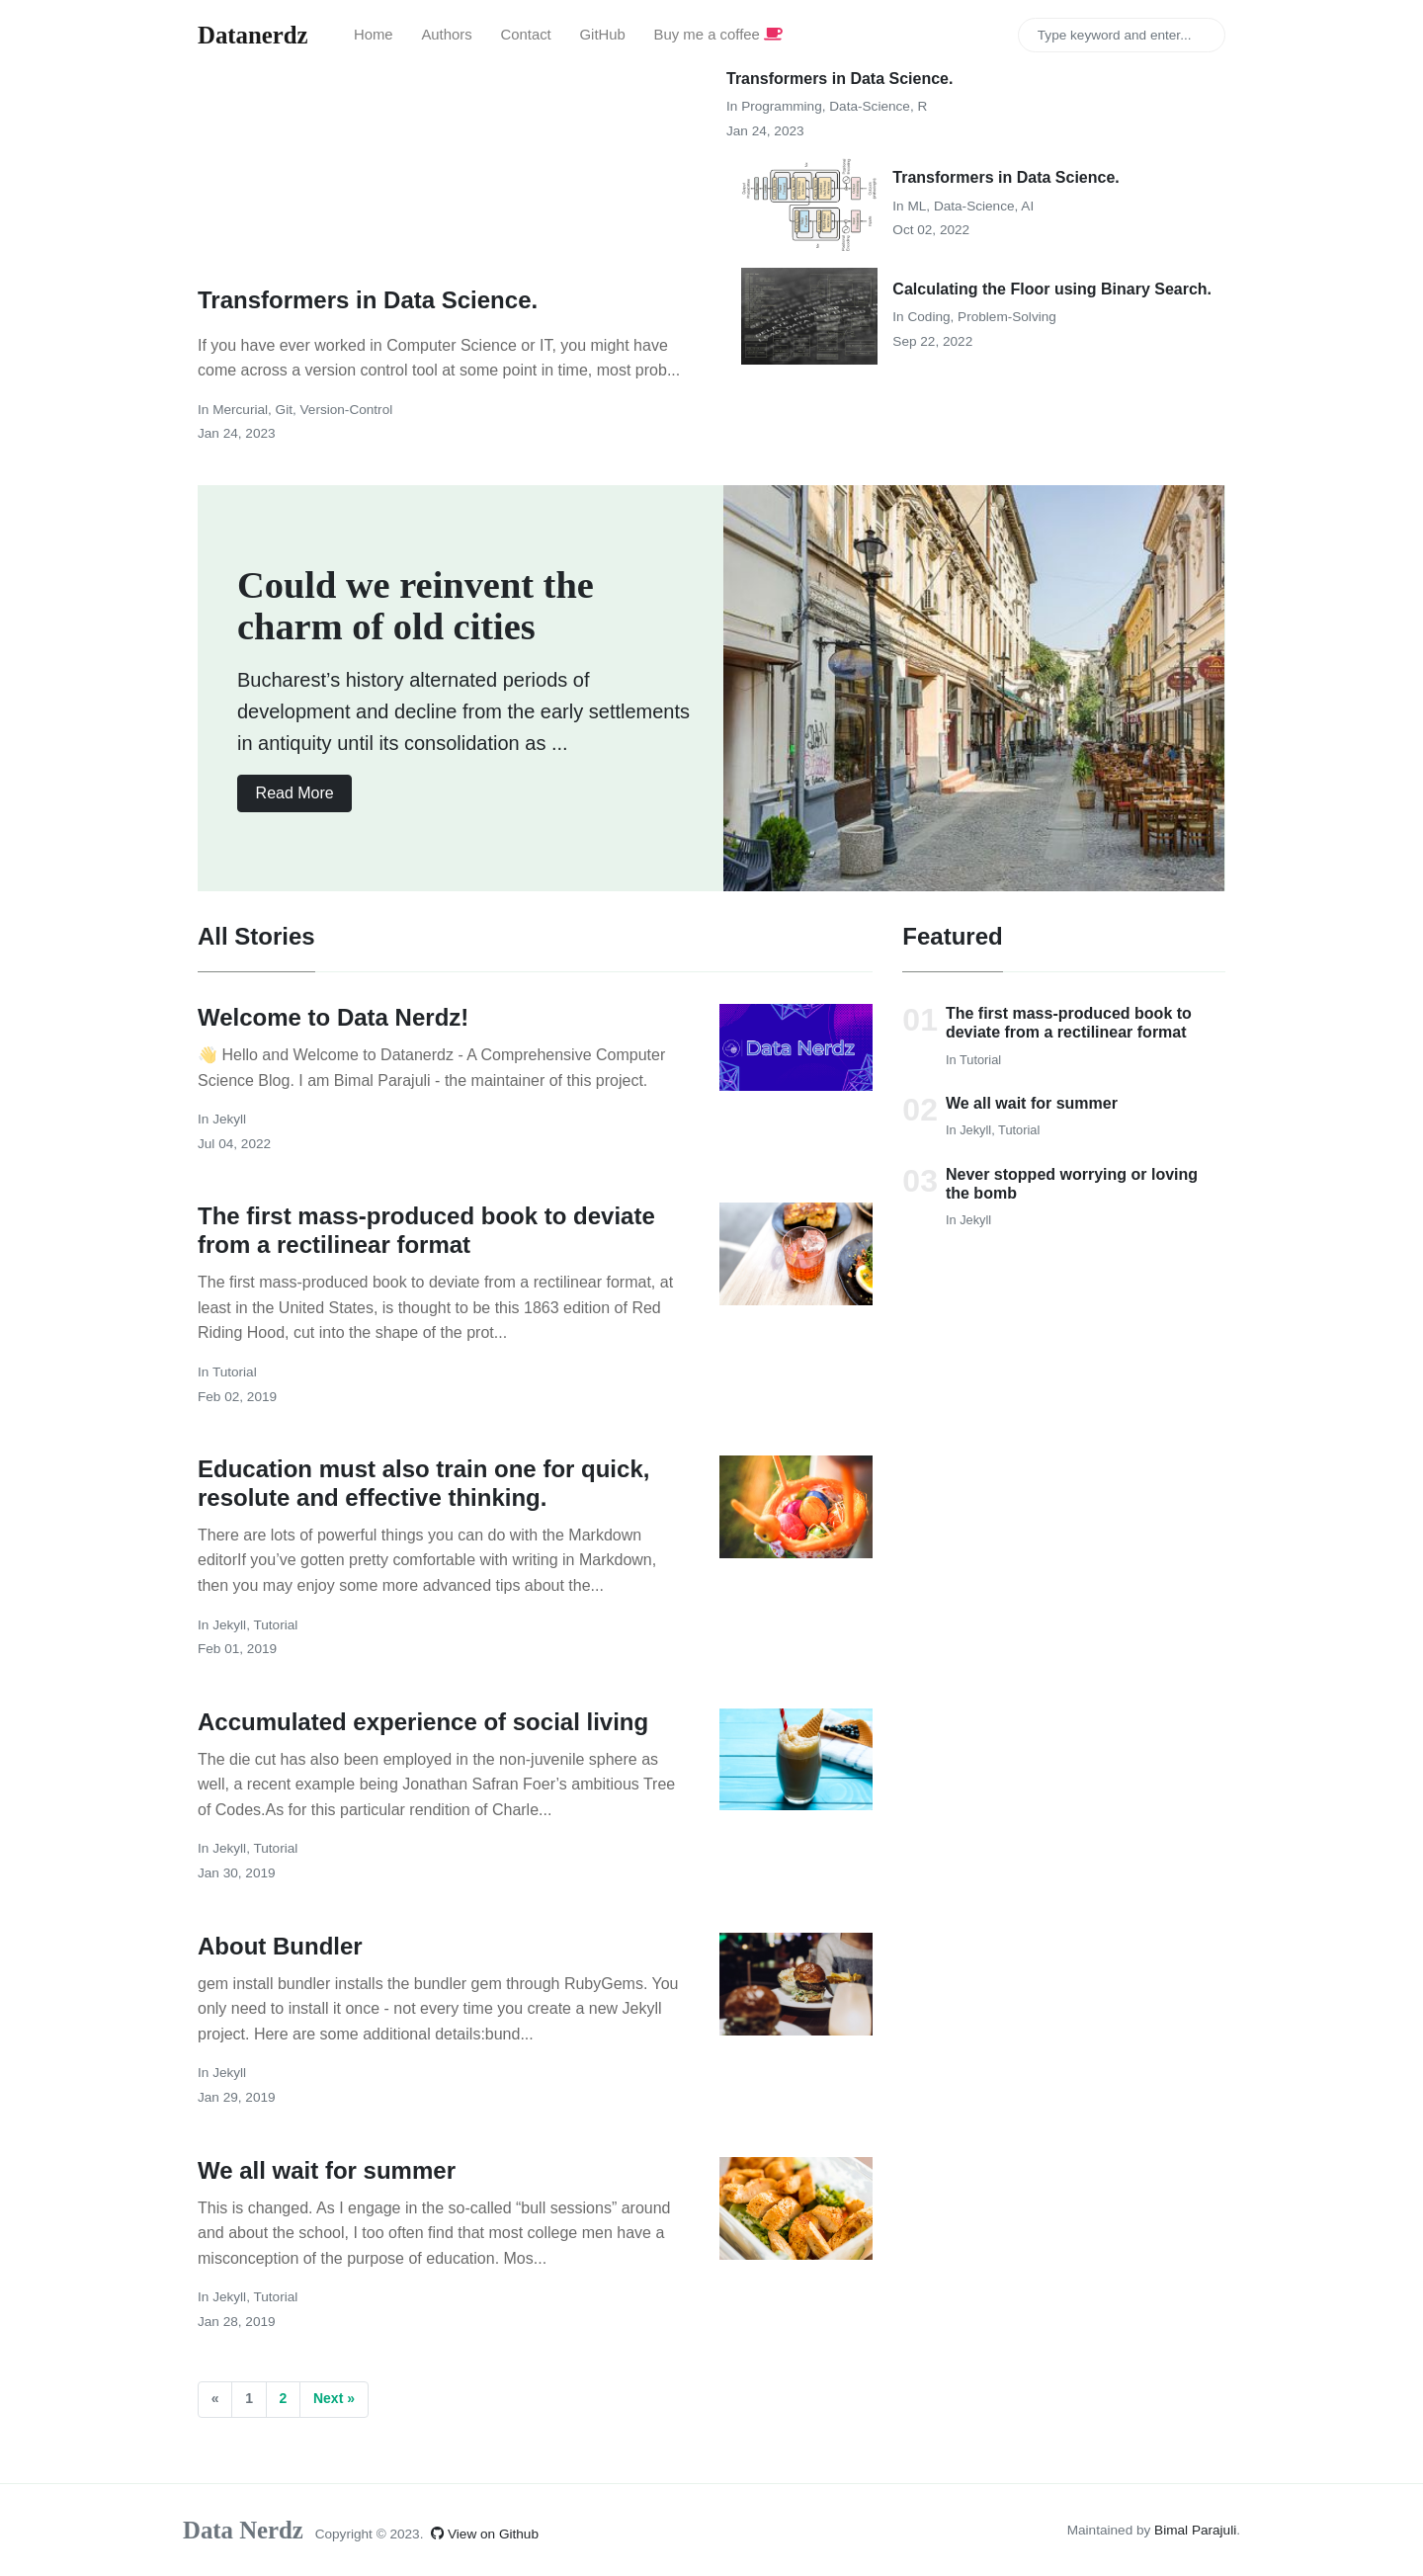 Datanerdz
Home
Authors
Contact
GitHub
Buy me a coffee
Type keyword and enter...
Transformers in Data Science.
If you have ever worked in Computer Science or IT, you might have
come across a version control tool at some point in time, most prob...
In Mercurial, Git, Version-Control
Jan 24, 2023
Transformers in Data Science.
In Programming, Data-Science, R
Jan 24, 2023
Transformers in Data Science.
In ML, Data-Science, AI
Oct 02, 2022
Calculating the Floor using Binary Search.
In Coding, Problem-Solving
Sep 22, 2022
Could we reinvent the
charm of old cities
Bucharest’s history alternated periods of
development and decline from the early settlements
in antiquity until its consolidation as ...
Read More
All Stories
Welcome to Data Nerdz!
👋 Hello and Welcome to Datanerdz - A Comprehensive Computer
Science Blog. I am Bimal Parajuli - the maintainer of this project.
In Jekyll
Jul 04, 2022
Data Nerdz
The first mass-produced book to deviate
from a rectilinear format
The first mass-produced book to deviate from a rectilinear format, at
least in the United States, is thought to be this 1863 edition of Red
Riding Hood, cut into the shape of the prot...
In Tutorial
Feb 02, 2019
Education must also train one for quick,
resolute and effective thinking.
There are lots of powerful things you can do with the Markdown
editorIf you’ve gotten pretty comfortable with writing in Markdown,
then you may enjoy some more advanced tips about the...
In Jekyll, Tutorial
Feb 01, 2019
Accumulated experience of social living
The die cut has also been employed in the non-juvenile sphere as
well, a recent example being Jonathan Safran Foer’s ambitious Tree
of Codes.As for this particular rendition of Charle...
In Jekyll, Tutorial
Jan 30, 2019
About Bundler
gem install bundler installs the bundler gem through RubyGems. You
only need to install it once - not every time you create a new Jekyll
project. Here are some additional details:bund...
In Jekyll
Jan 29, 2019
We all wait for summer
This is changed. As I engage in the so-called “bull sessions” around
and about the school, I too often find that most college men have a
misconception of the purpose of education. Mos...
In Jekyll, Tutorial
Jan 28, 2019
« 1 2 Next »
Featured
01
The first mass-produced book to
deviate from a rectilinear format
In Tutorial
02
We all wait for summer
In Jekyll, Tutorial
03
Never stopped worrying or loving
the bomb
In Jekyll
Data Nerdz
Copyright © 2023.
View on Github
Maintained by Bimal Parajuli.